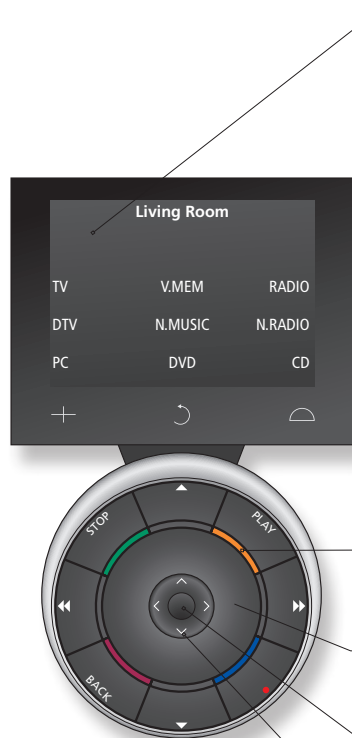 Living Room
TV V.MEM RADIO
DTV N.MUSIC N.RADIO
PC DVD CD
STOP PLAY
BACK